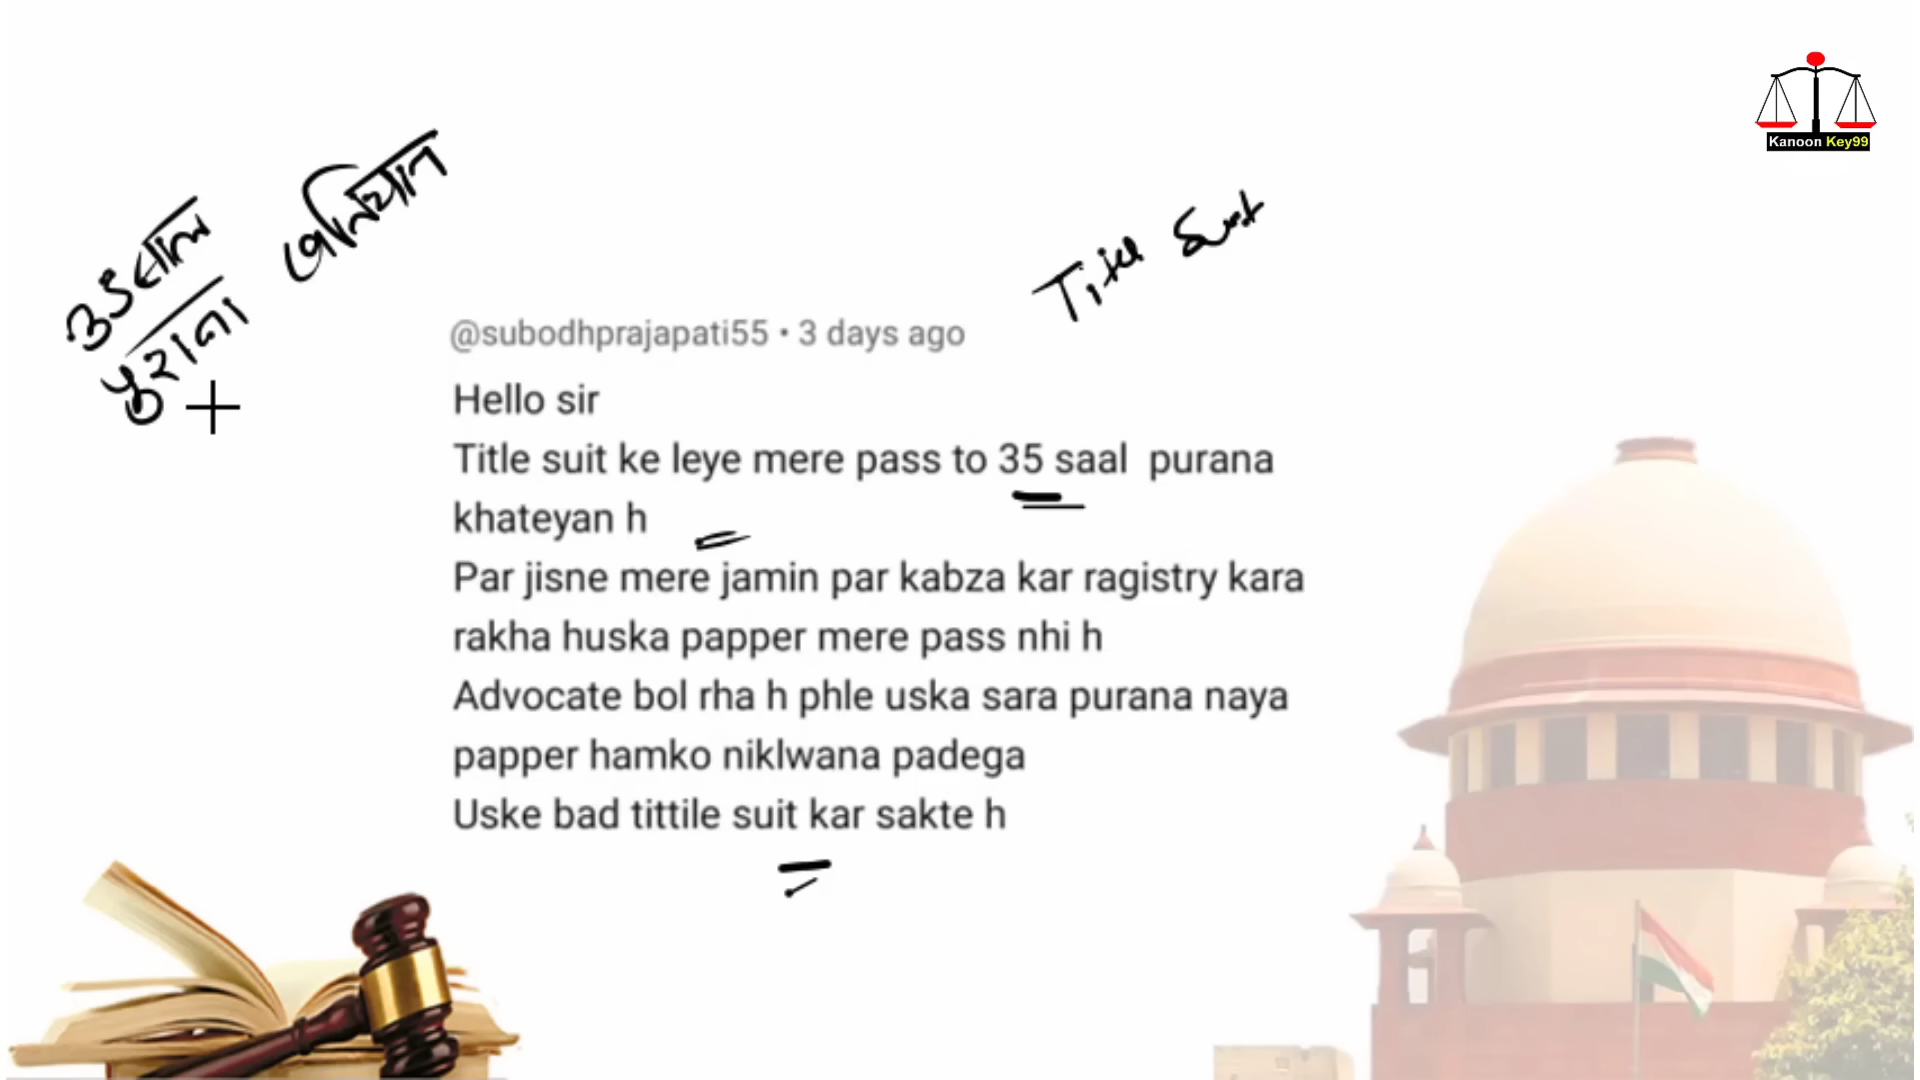 Kanoon Key99
35 साल
पुराना
खतियान
Title Suit
@subodhprajapati55 • 3 days ago
Hello sir
Title suit ke leye mere pass to 35 saal purana
khateyan h
Par jisne mere jamin par kabza kar ragistry kara
rakha huska papper mere pass nhi h
Advocate bol rha h phle uska sara purana naya
papper hamko niklwana padega
Uske bad tittile suit kar sakte h